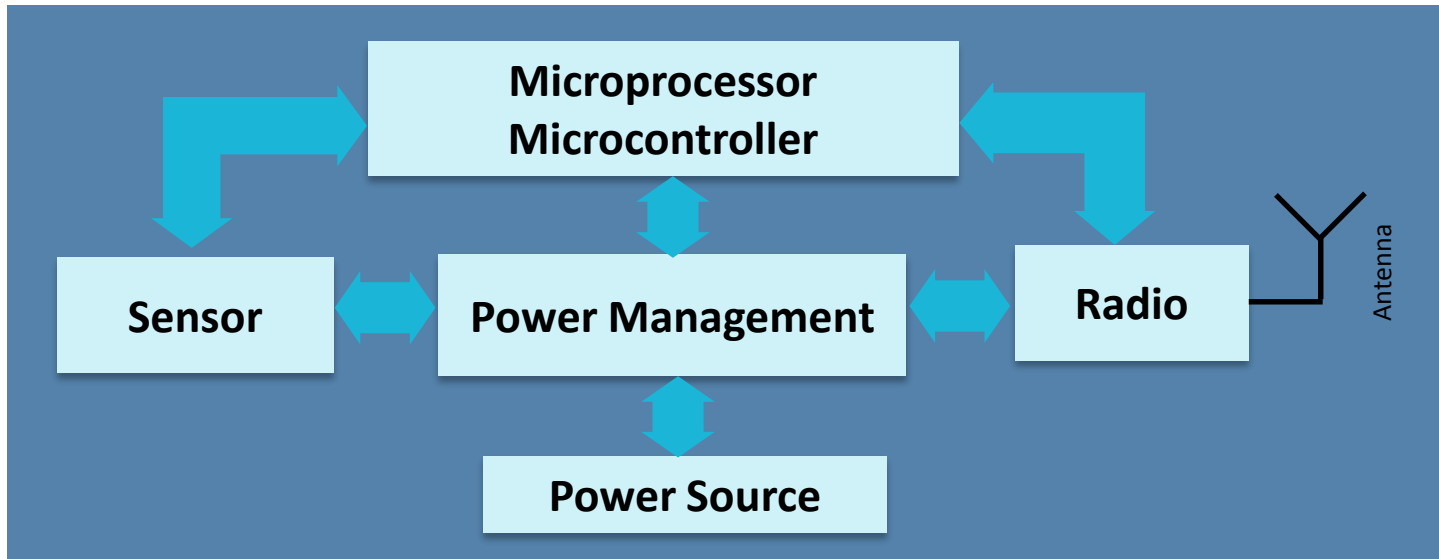 Microprocessor
Microcontroller
Sensor
Power Management
Radio
Antenna
Power Source